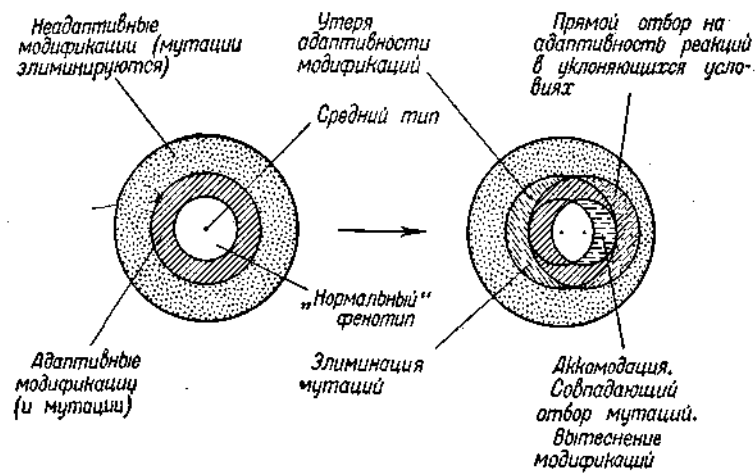 Неадаптивные
модификации (мутации
элиминируются)
Утеря
адаптивности
модификаций
Прямой отбор на
адаптивность реакций
в уклоняющихся усло-
виях
Средний тип
„Нормальный“
фенотип
Адаптивные
модификации
(и мутации)
Элиминация
мутаций
Аккомодация.
Совпадающий
отбор мутаций.
Вытеснение
модификаций